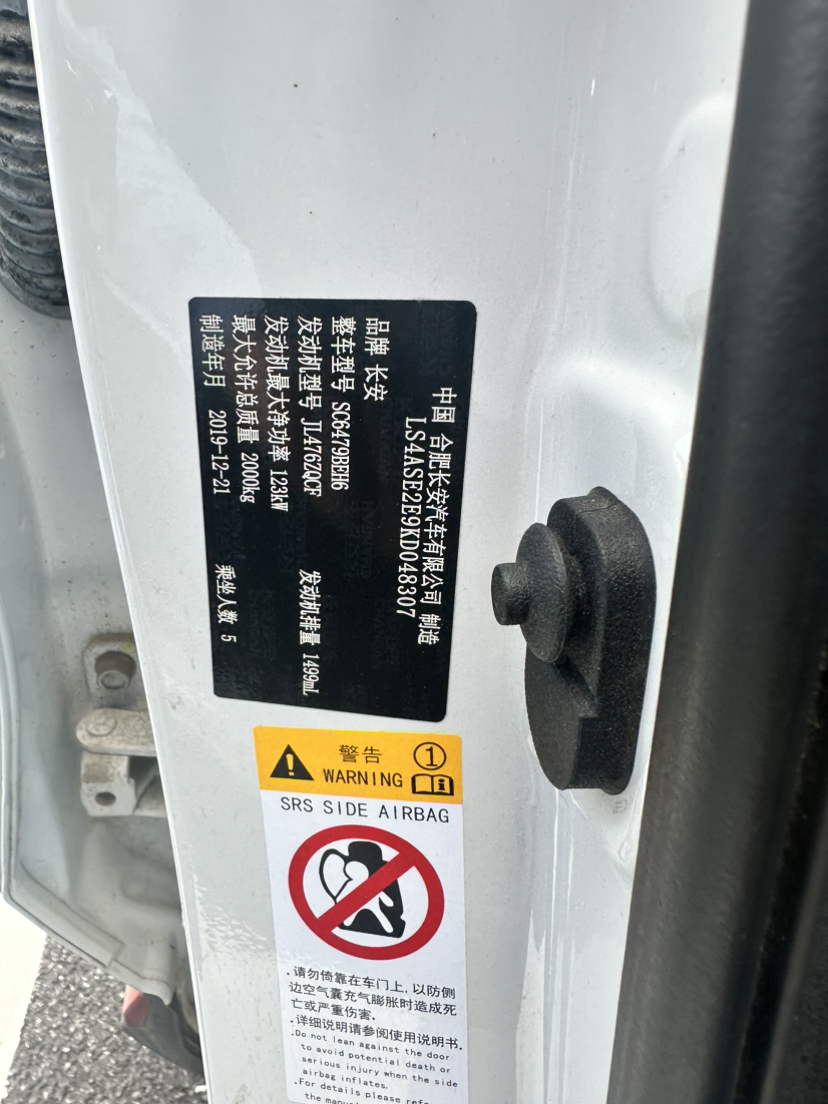 中国 合肥长安汽车有限公司 制造
LS4ASE2E9KD048307
品牌 长安
整车型号 SC6479BEH6
发动机型号 JL476ZQCF 发动机排量 1499mL
发动机最大净功率 123kW
最大允许总质量 2000kg
制造年月 2019-12-21 乘坐人数 5
警告 1
WARNING i
SRS SIDE AIRBAG
·请勿倚靠在车门上,以防侧
边空气囊充气膨胀时造成死
亡或严重伤害.
·详细说明请参阅使用说明书.
·Do not lean against the door
to avoid potential death or
serious injury when the side
airbag inflates.
·For details please refe
the manu